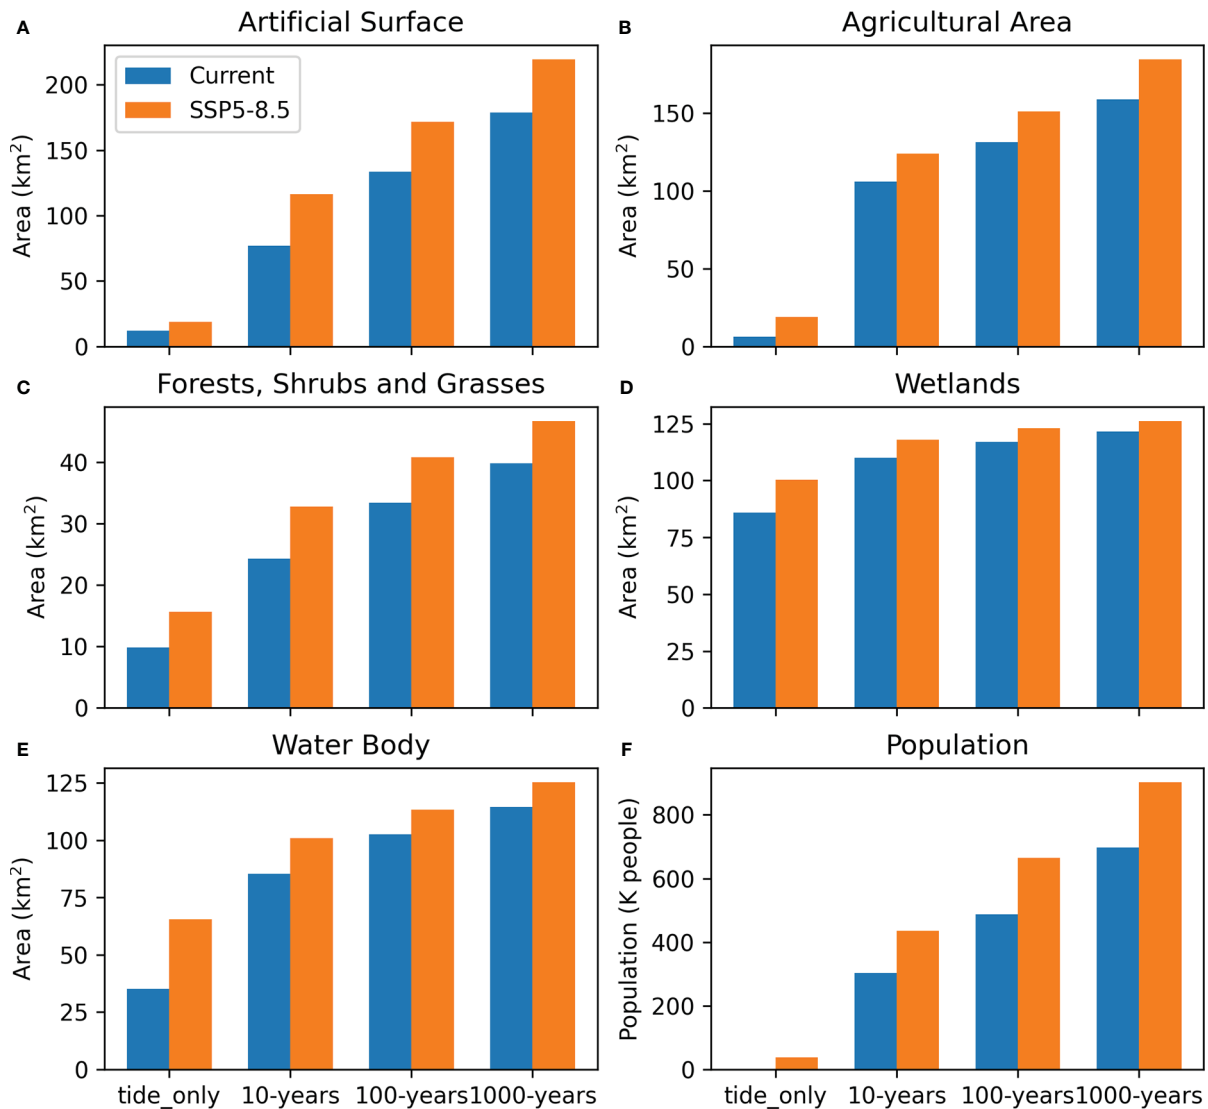 A
Artificial Surface
Current
SSP5-8.5
Area (km²)
200
150
100
50
0
B
Agricultural Area
Area (km²)
150
100
50
0
C
Forests, Shrubs and Grasses
Area (km²)
40
30
20
10
0
D
Wetlands
Area (km²)
125
100
75
50
25
0
E
Water Body
Area (km²)
125
100
75
50
25
0
tide_only 10-years 100-years 1000-years
F
Population
Population (K people)
800
600
400
200
0
tide_only 10-years 100-years 1000-years